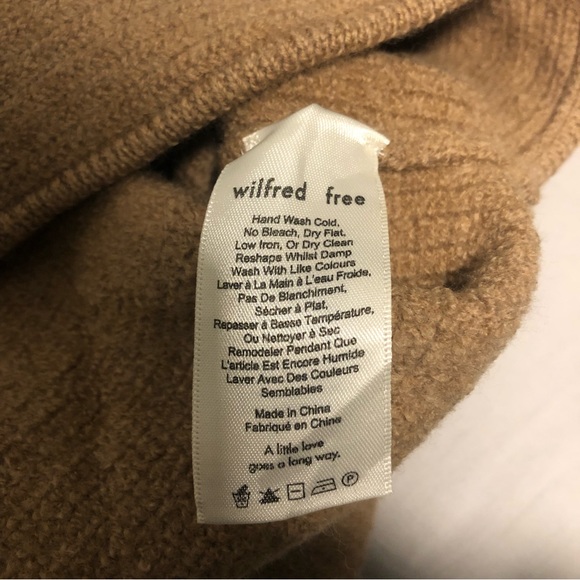 wilfred free
Hand Wash Cold,
No Bleach, Dry Flat.
Low Iron, Or Dry Clean
Reshape Whilst Damp
Wash With Like Colours
Laver à La Main à L'eau Froide,
Pas De Blanchiment,
Sécher à Plat,
Repasser à Basse Température,
Ou Nettoyer à Sec
Remodeler Pendant Que
L'article Est Encore Humide
Laver Avec Des Couleurs
Semblables
Made in China
Fabriqué en Chine
A little love
goes a long way.
P